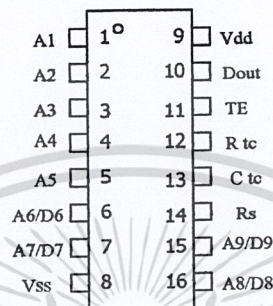 A1 1° 9 Vdd
A2 2 10 Dout
A3 3 11 TE
A4 4 12 R tc
A5 5 13 C tc
A6/D6 6 14 Rs
A7/D7 7 15 A9/D9
Vss 8 16 A8/D8